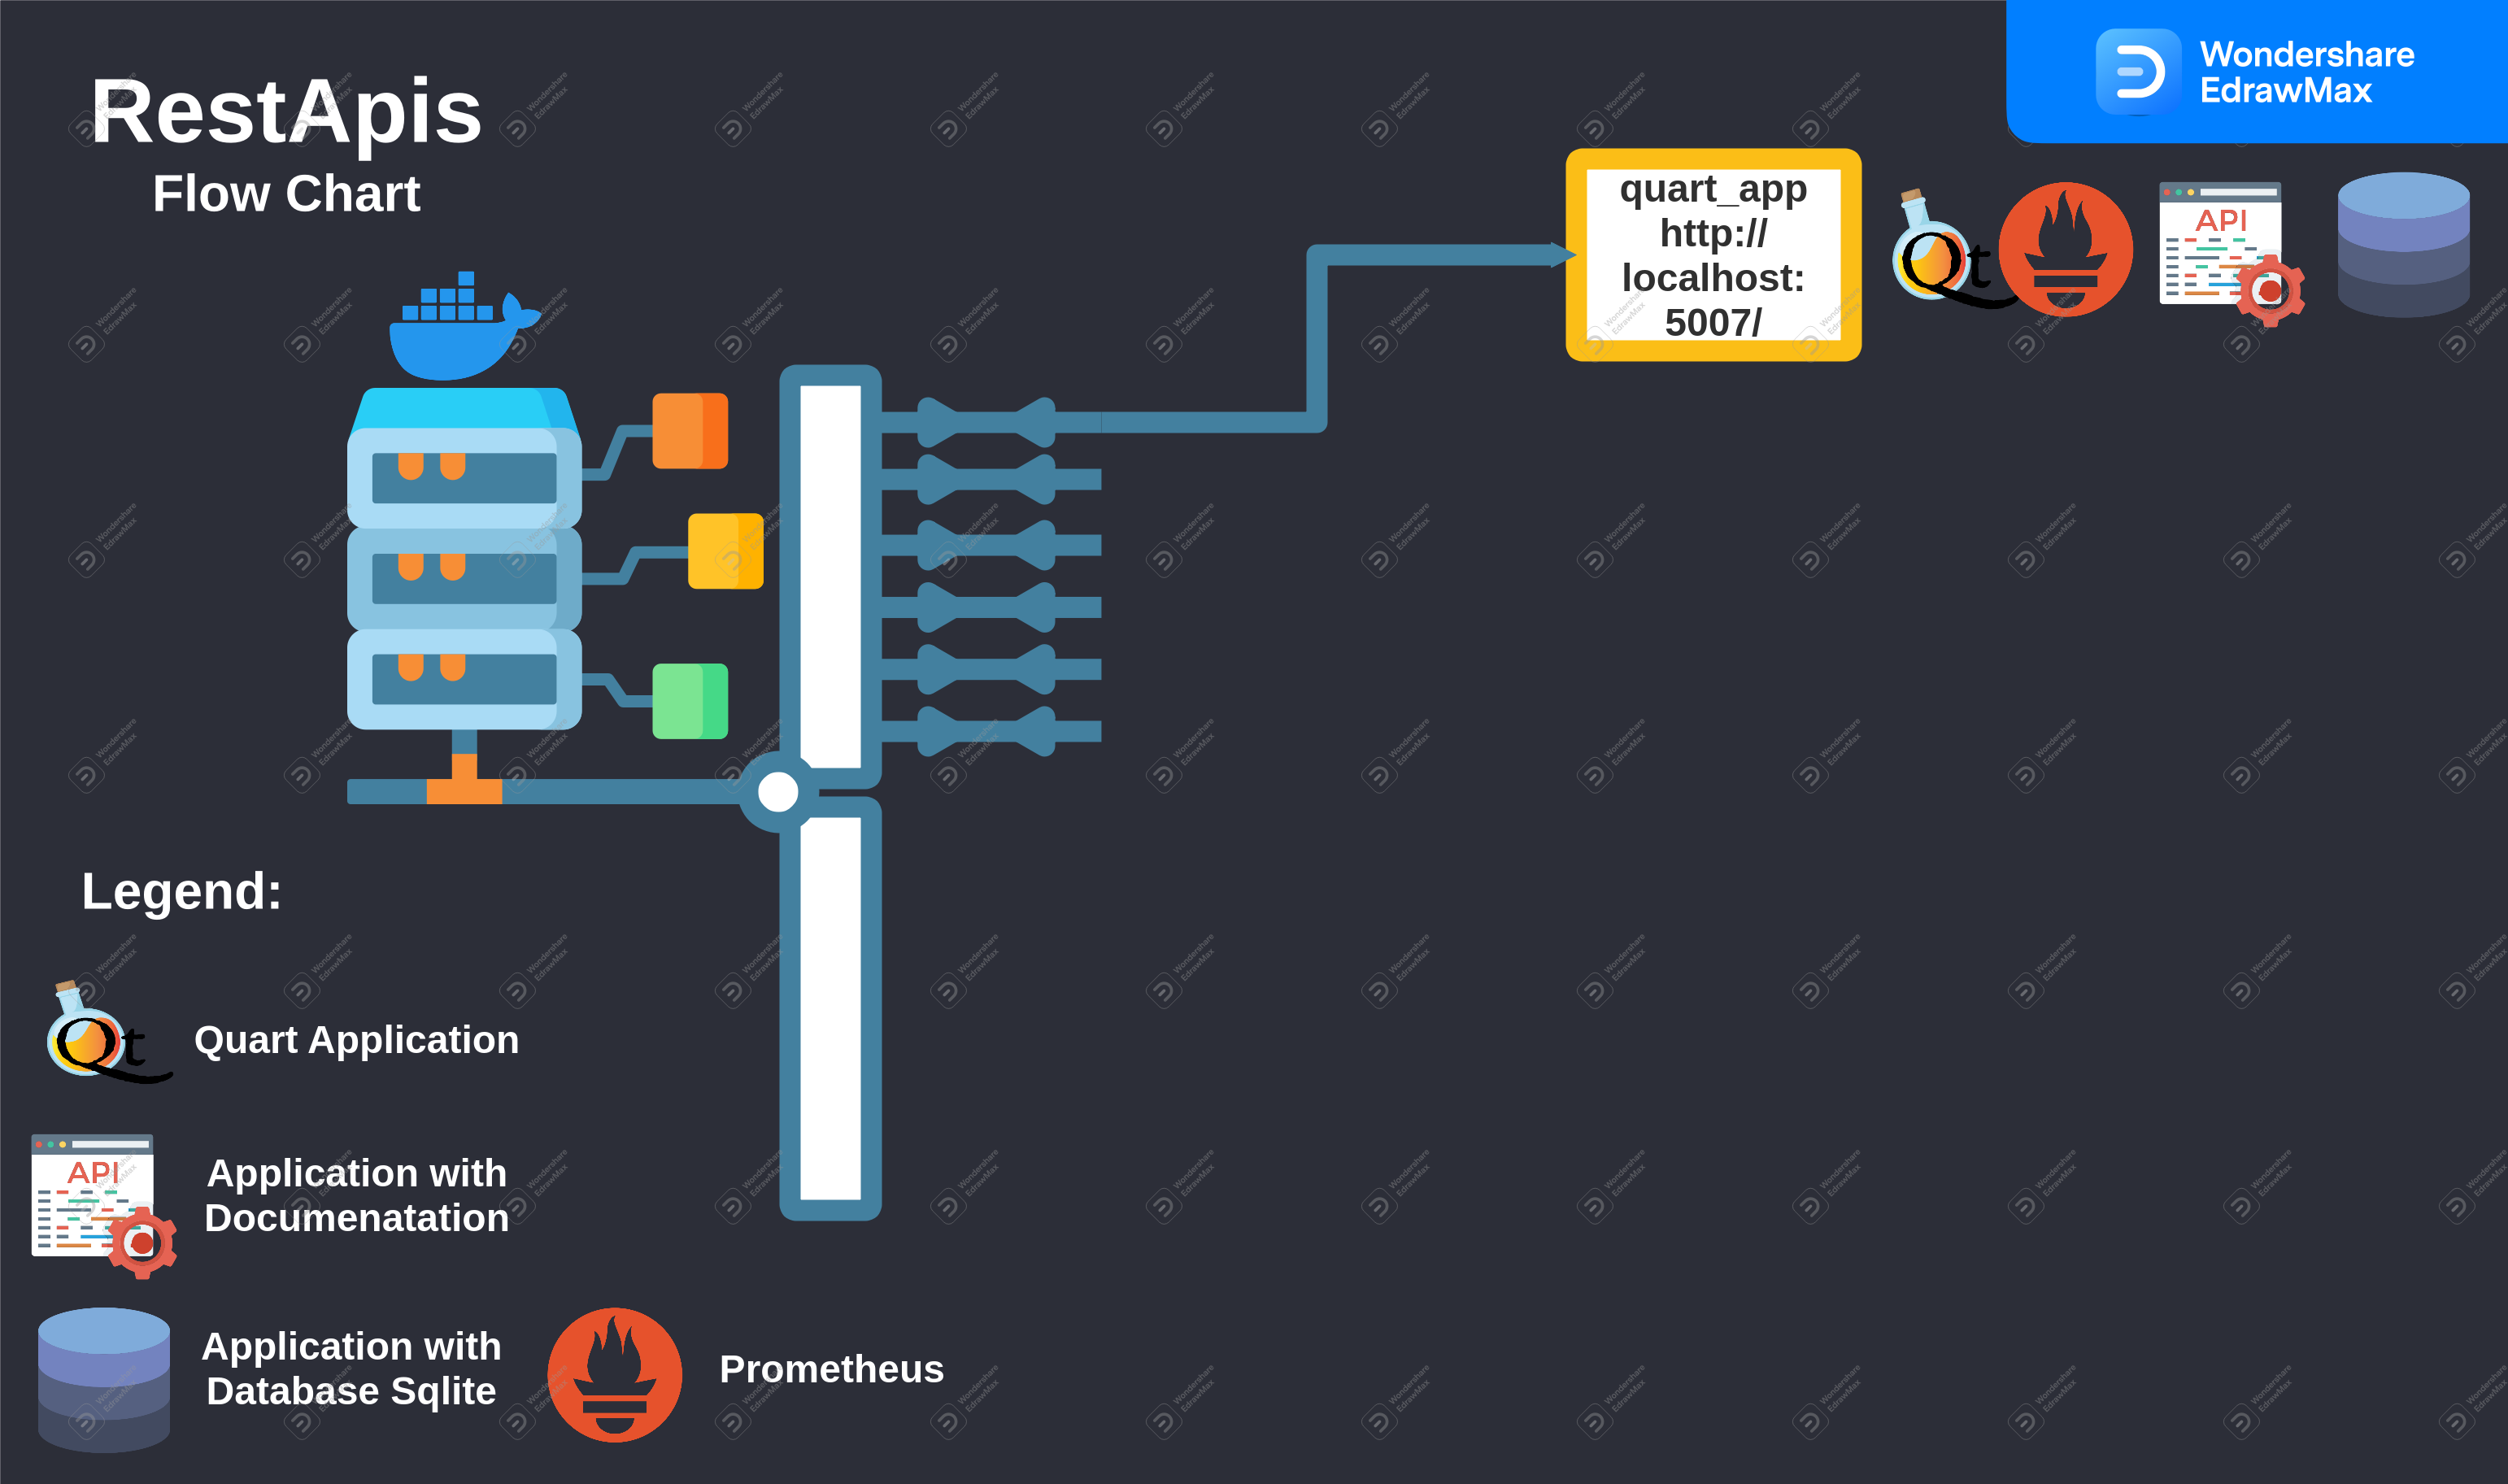 RestApis
Flow Chart
Wondershare
EdrawMax
quart_app
http://
localhost:
5007/
Qt
API
Legend:
Qt
Quart Application
API
Application with
Documenatation
Application with
Database Sqlite
Prometheus